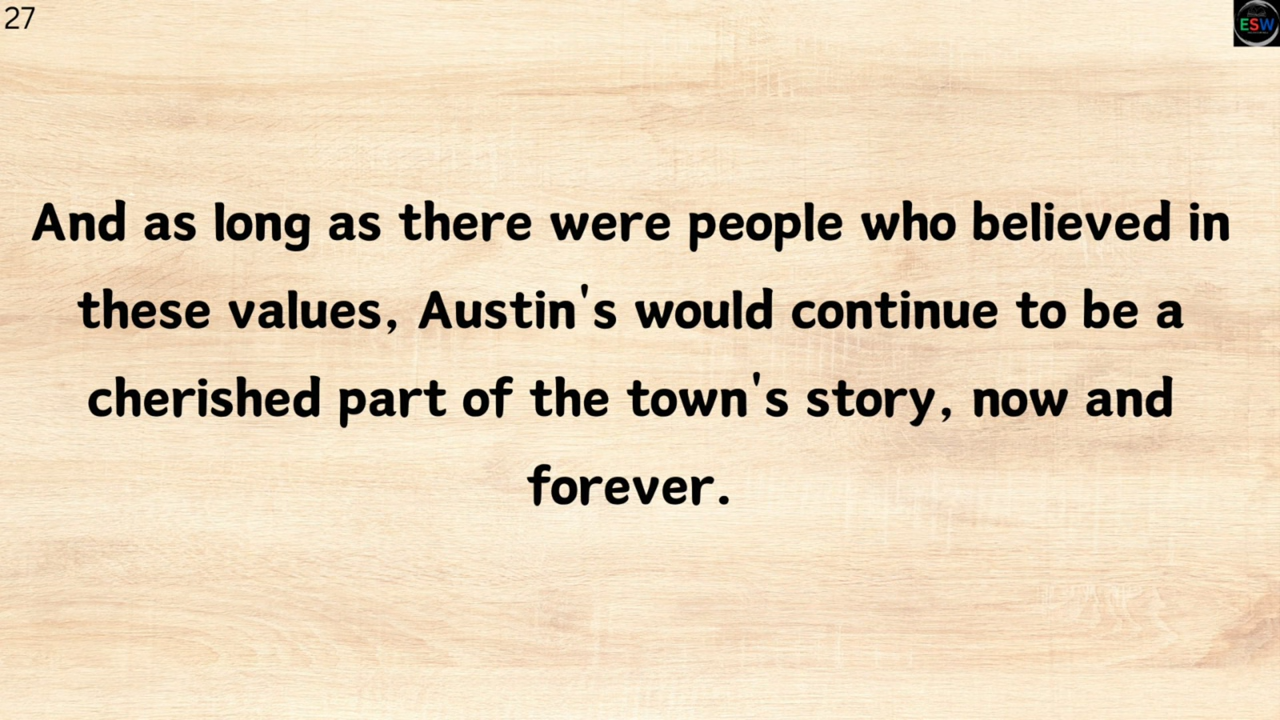 27
ESW
And as long as there were people who believed in
these values, Austin's would continue to be a
cherished part of the town's story, now and
forever.